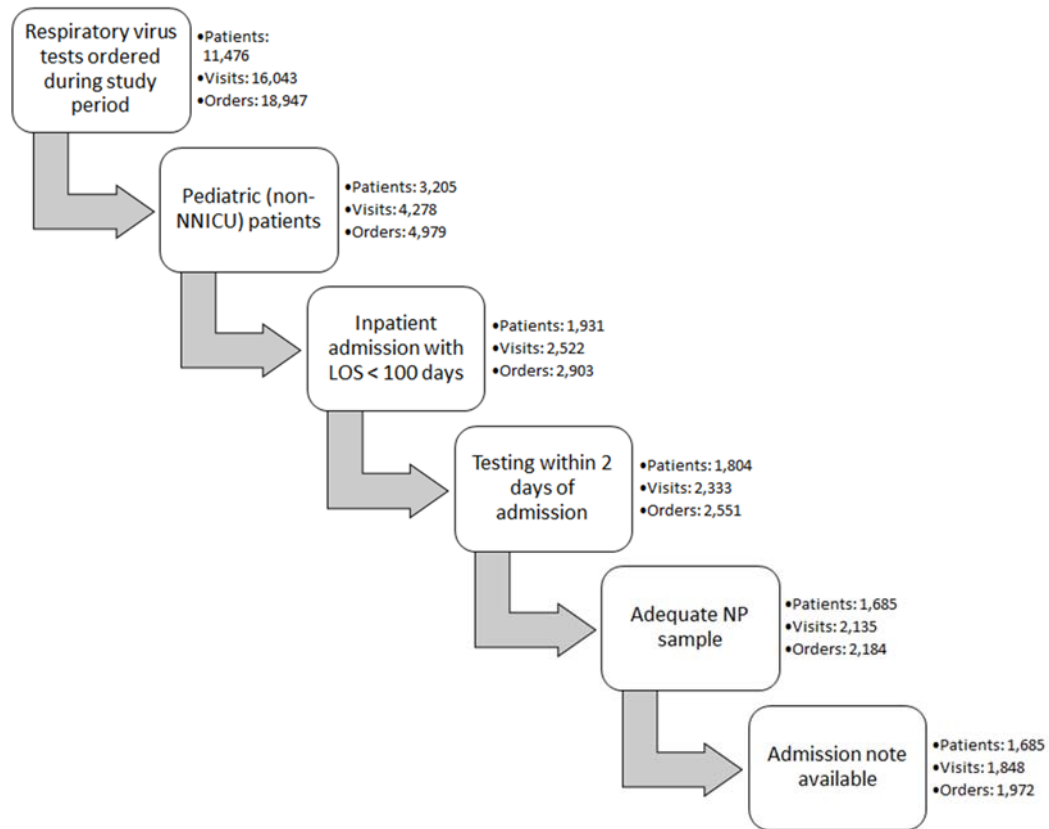 Respiratory virus
tests ordered
during study
period
•Patients:
11,476
•Visits: 16,043
•Orders: 18,947
Pediatric (non-
NNICU) patients
•Patients: 3,205
•Visits: 4,278
•Orders: 4,979
Inpatient
admission with
LOS < 100 days
•Patients: 1,931
•Visits: 2,522
•Orders: 2,903
Testing within 2
days of
admission
•Patients: 1,804
•Visits: 2,333
•Orders: 2,551
Adequate NP
sample
•Patients: 1,685
•Visits: 2,135
•Orders: 2,184
Admission note
available
•Patients: 1,685
•Visits: 1,848
•Orders: 1,972